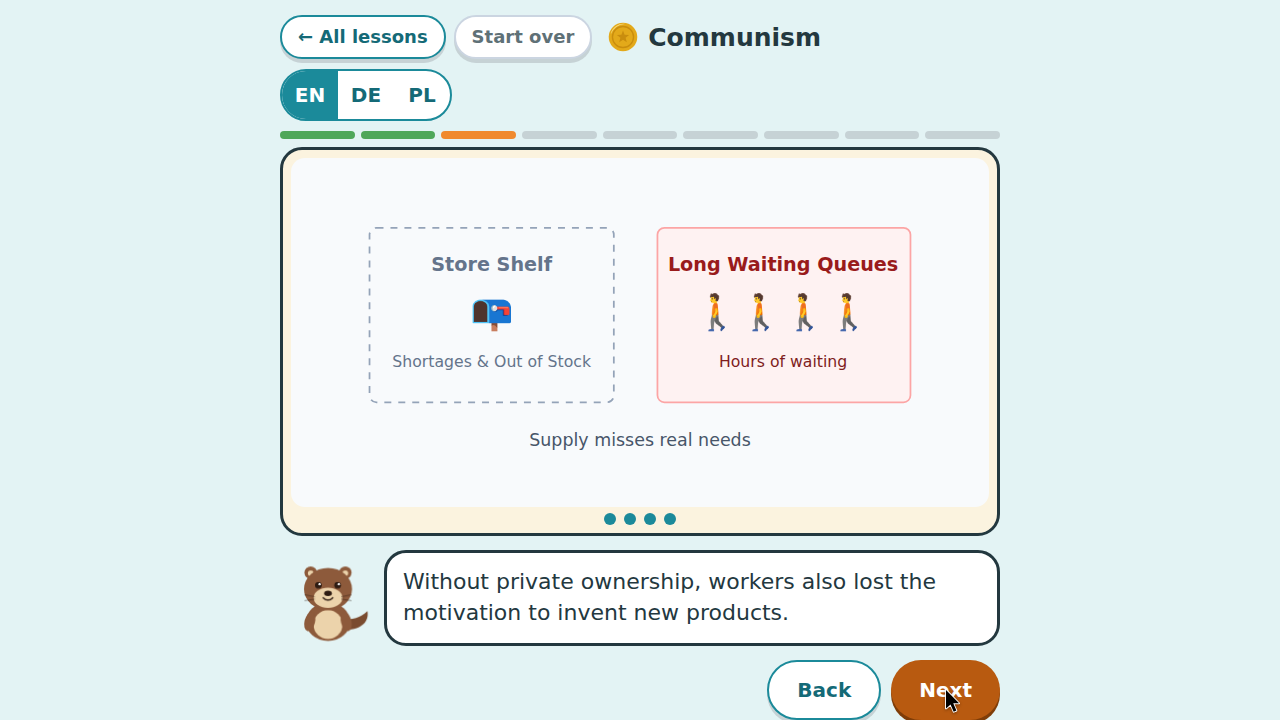 ← All lessons
Start over
Communism
EN
DE
PL
Store Shelf
Shortages & Out of Stock
Long Waiting Queues
Hours of waiting
Supply misses real needs
Without private ownership, workers also lost the
motivation to invent new products.
Back
Next